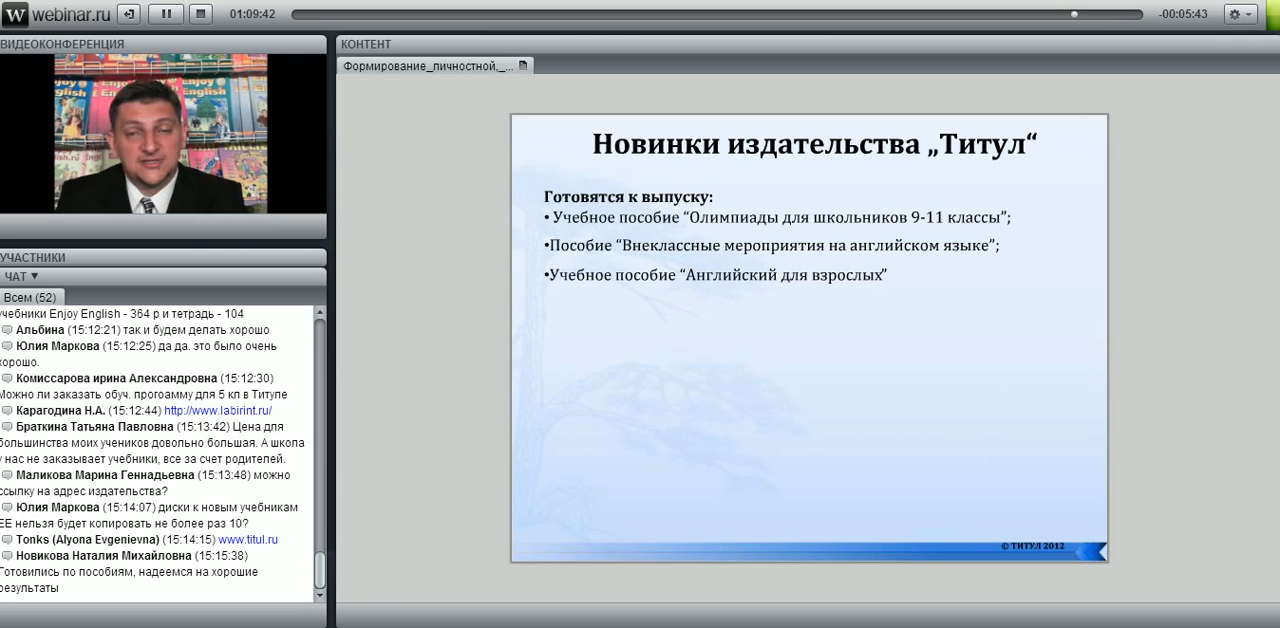 W webinar.ru
01:09:42
-00:05:43
ВИДЕОКОНФЕРЕНЦИЯ
Enjoy
English
Enjoy
English
УЧАСТНИКИ
ЧАТ ▼
Всем (52)
учебники Enjoy English - 364 р и тетрадь - 104
Альбина (15:12:21) так и будем делать хорошо
Юлия Маркова (15:12:25) да да. это было очень
хорошо.
Комиссарова ирина Александровна (15:12:30)
Можно ли заказать обуч. прогоамму для 5 кл в Титуле
Карагодина Н.А. (15:12:44) http://www.labirint.ru/
Браткина Татьяна Павловна (15:13:42) Цена для
большинства моих учеников довольно большая. А школа
у нас не заказывает учебники, все за счет родителей.
Маликова Марина Геннадьевна (15:13:48) можно
ссылку на адрес издательства?
Юлия Маркова (15:14:07) диски к новым учебникам
ЕЕ нельзя будет копировать не более раз 10?
Tonks (Alyona Evgenievna) (15:14:15) www.titul.ru
Новикова Наталия Михайловна (15:15:38)
Готовились по пособиям, надеемся на хорошие
результаты
КОНТЕНТ
Формирование_личностной,_...
Новинки издательства „Титул“
Готовятся к выпуску:
• Учебное пособие “Олимпиады для школьников 9-11 классы”;
•Пособие “Внеклассные мероприятия на английском языке”;
•Учебное пособие “Английский для взрослых”
© ТИТУЛ 2012